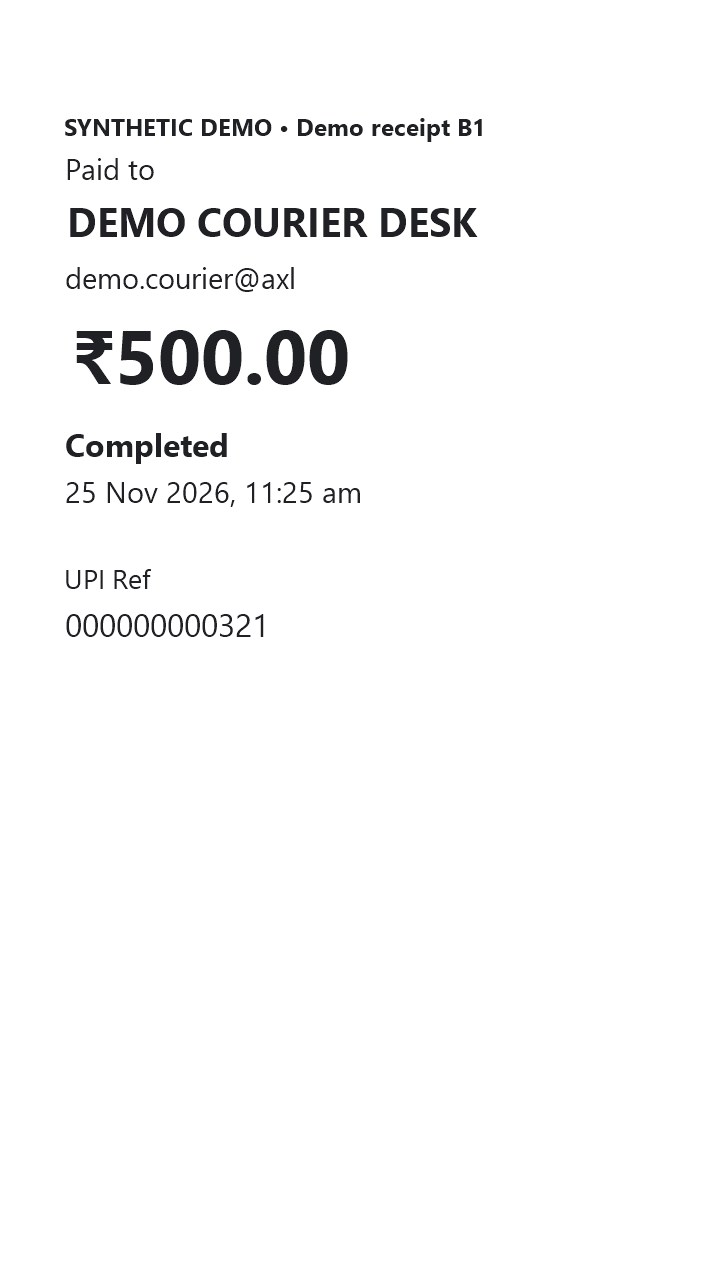 SYNTHETIC DEMO • Demo receipt B1
Paid to
DEMO COURIER DESK
demo.courier@axl
₹500.00
Completed
25 Nov 2026, 11:25 am
UPI Ref
000000000321